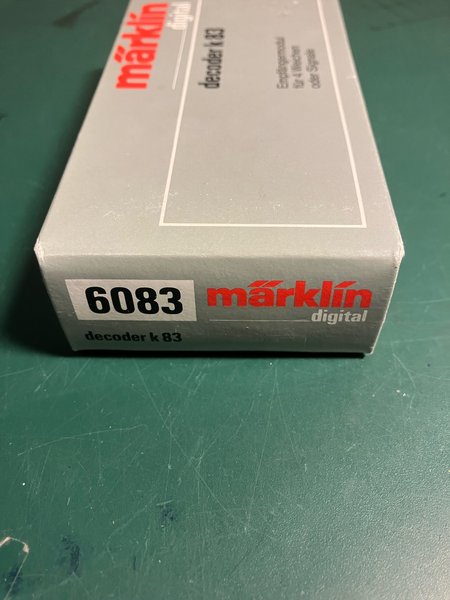 märklin
digital
decoder k 83
Empfängermodul
für 4 Weichen
oder Signale
6083
märklin
digital
decoder k 83